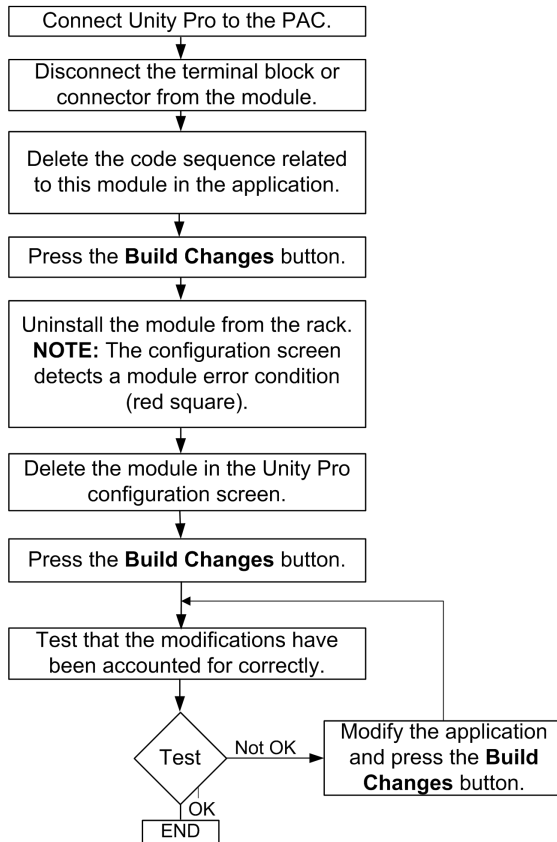 Connect Unity Pro to the PAC.
Disconnect the terminal block or
connector from the module.
Delete the code sequence related
to this module in the application.
Press the Build Changes button.
Uninstall the module from the rack.
NOTE: The configuration screen
detects a module error condition
(red square).
Delete the module in the Unity Pro
configuration screen.
Press the Build Changes button.
Test that the modifications have
been accounted for correctly.
Test
Not OK
Modify the application
and press the Build
Changes button.
OK
END